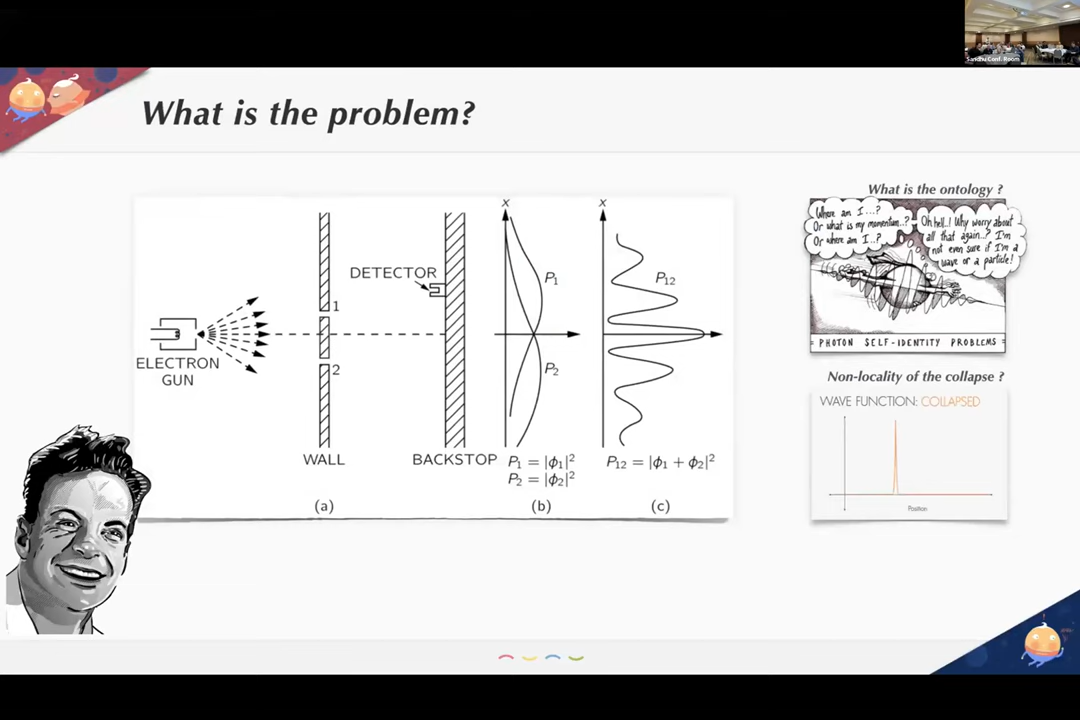 Sandhu Conf. Room
What is the problem?
x
x
DETECTOR
1
2
P1
P2
P12
ELECTRON
GUN
WALL
BACKSTOP
P1 = |ϕ1|²
P2 = |ϕ2|²
P12 = |ϕ1 + ϕ2|²
(a)
(b)
(c)
What is the ontology ?
Where am I...?
Or what is my momentum..?
Or where am I..?
Oh hell..! Why worry about
all that again..? I'm
not even sure if I'm a
wave or a particle!
PHOTON SELF-IDENTITY PROBLEMS
Non-locality of the collapse ?
WAVE FUNCTION: COLLAPSED
Position